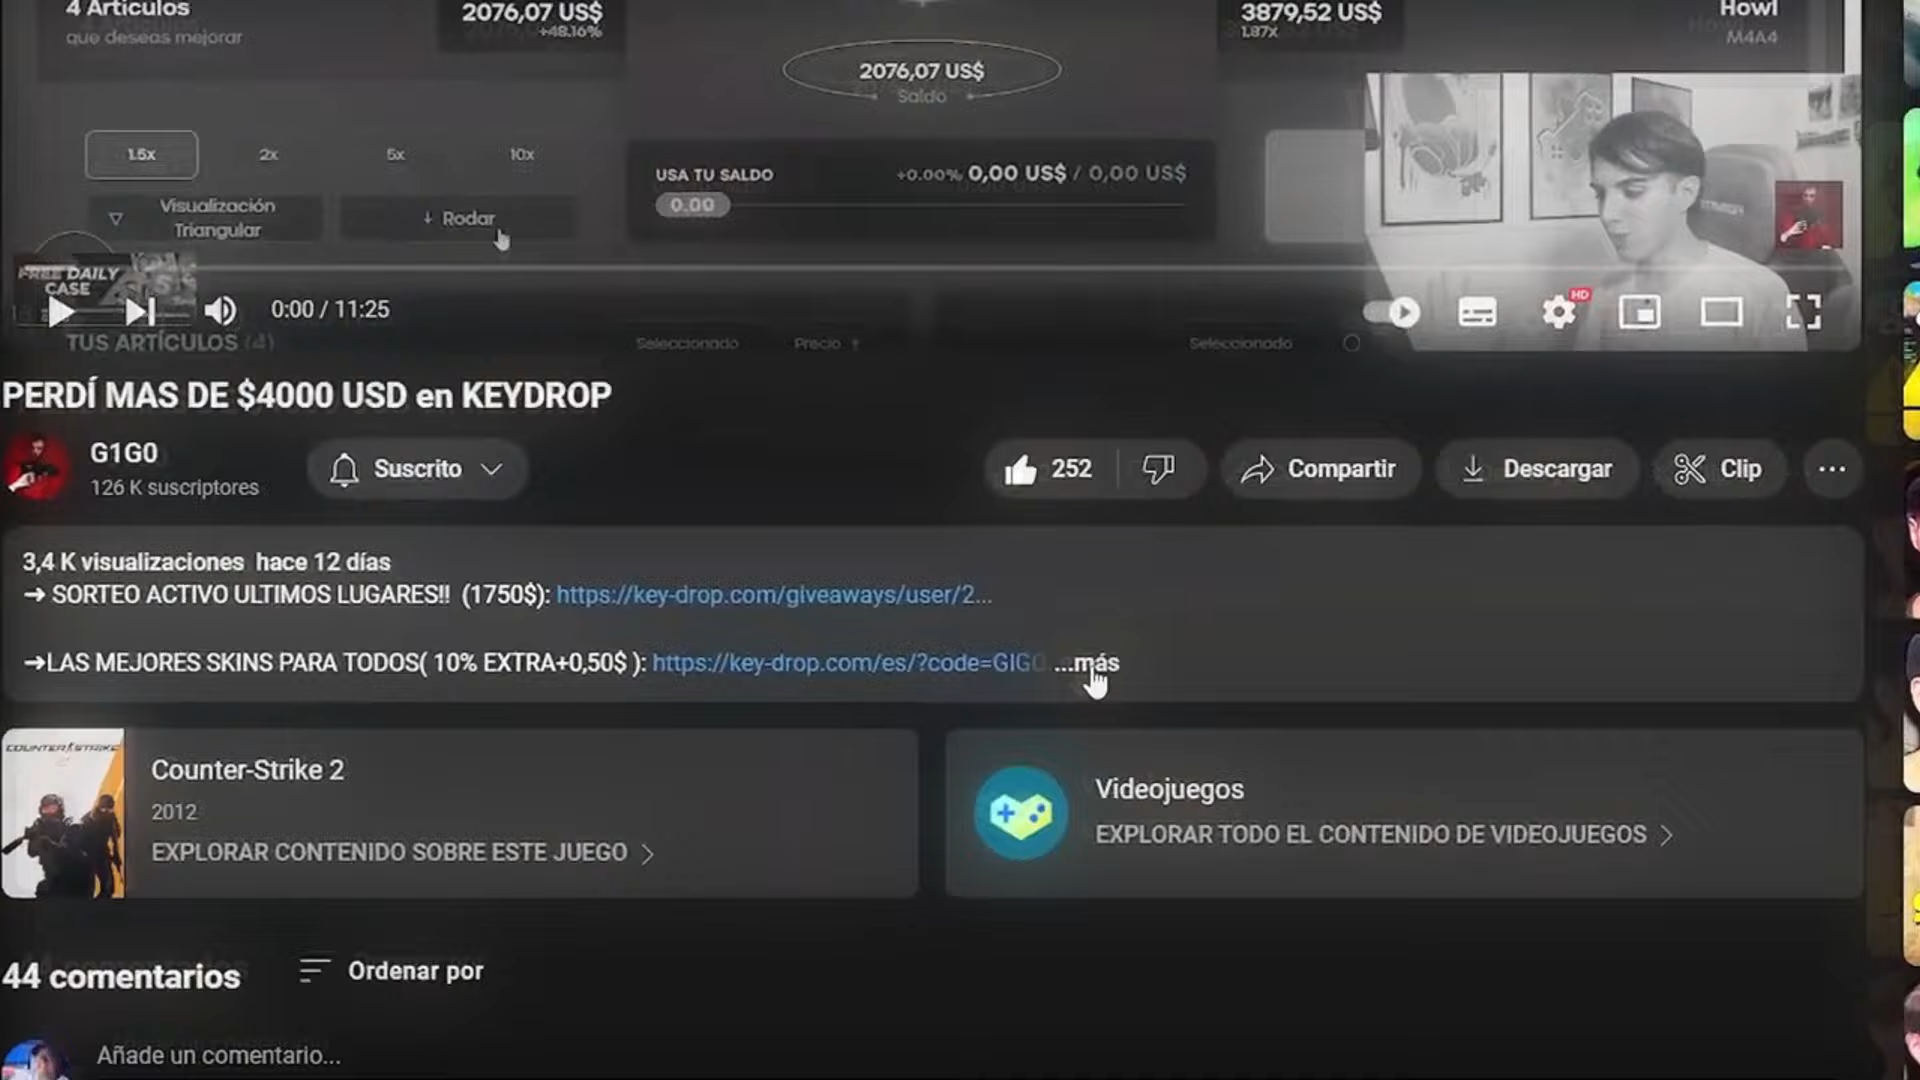 4 Artículos
que deseas mejorar
2076,07 US$
+48.16%
3879,52 US$
1.87x
Howl
M4A4
2076,07 US$
Saldo
1.5x
2x
5x
10x
USA TU SALDO
+0.00% 0,00 US$ / 0,00 US$
0.00
Visualización
Triangular
Rodar
FREE DAILY
CASE
0:00 / 11:25
HD
TUS ARTÍCULOS (4)
Seleccionado
Precio
Seleccionado
PERDÍ MAS DE $4000 USD en KEYDROP
G1G0
126 K suscriptores
Suscrito
252
Compartir
Descargar
Clip
3,4 K visualizaciones hace 12 días
➔ SORTEO ACTIVO ULTIMOS LUGARES!! (1750$): https://key-drop.com/giveaways/user/2...
➔LAS MEJORES SKINS PARA TODOS( 10% EXTRA+0,50$ ): https://key-drop.com/es/?code=GIGO ...más
COUNTER STRIKE
2
Counter-Strike 2
2012
EXPLORAR CONTENIDO SOBRE ESTE JUEGO
Videojuegos
EXPLORAR TODO EL CONTENIDO DE VIDEOJUEGOS
44 comentarios
Ordenar por
Añade un comentario...